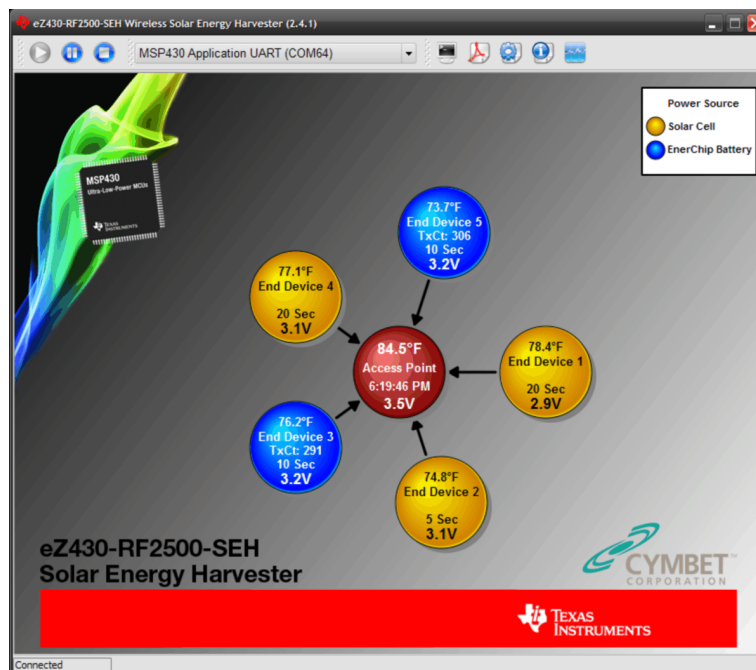 eZ430-RF2500-SEH Wireless Solar Energy Harvester (2.4.1)
MSP430 Application UART (COM64)
Power Source
Solar Cell
EnerChip Battery
MSP430
Ultra-Low-Power MCUs
TEXAS
INSTRUMENTS
73.7°F
End Device 5
TxCt: 306
10 Sec
3.2V
77.1°F
End Device 4
20 Sec
3.1V
84.5°F
Access Point
6:19:46 PM
3.5V
78.4°F
End Device 1
20 Sec
2.9V
76.2°F
End Device 3
TxCt: 291
10 Sec
3.2V
74.8°F
End Device 2
5 Sec
3.1V
eZ430-RF2500-SEH
Solar Energy Harvester
CYMBET™
CORPORATION
TEXAS
INSTRUMENTS
Connected